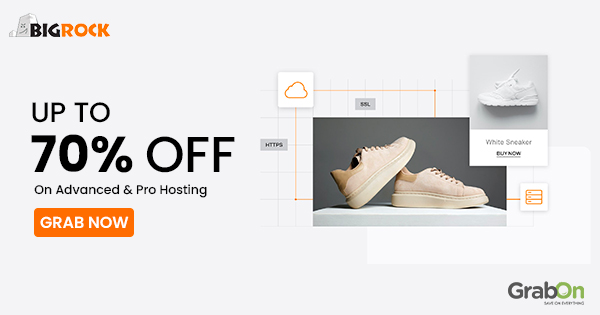 BIGROCK
UP TO
70% OFF
On Advanced & Pro Hosting
GRAB NOW
SSL
HTTPS
White Sneaker
BUY NOW
GrabOn
SAVE ON EVERYTHING